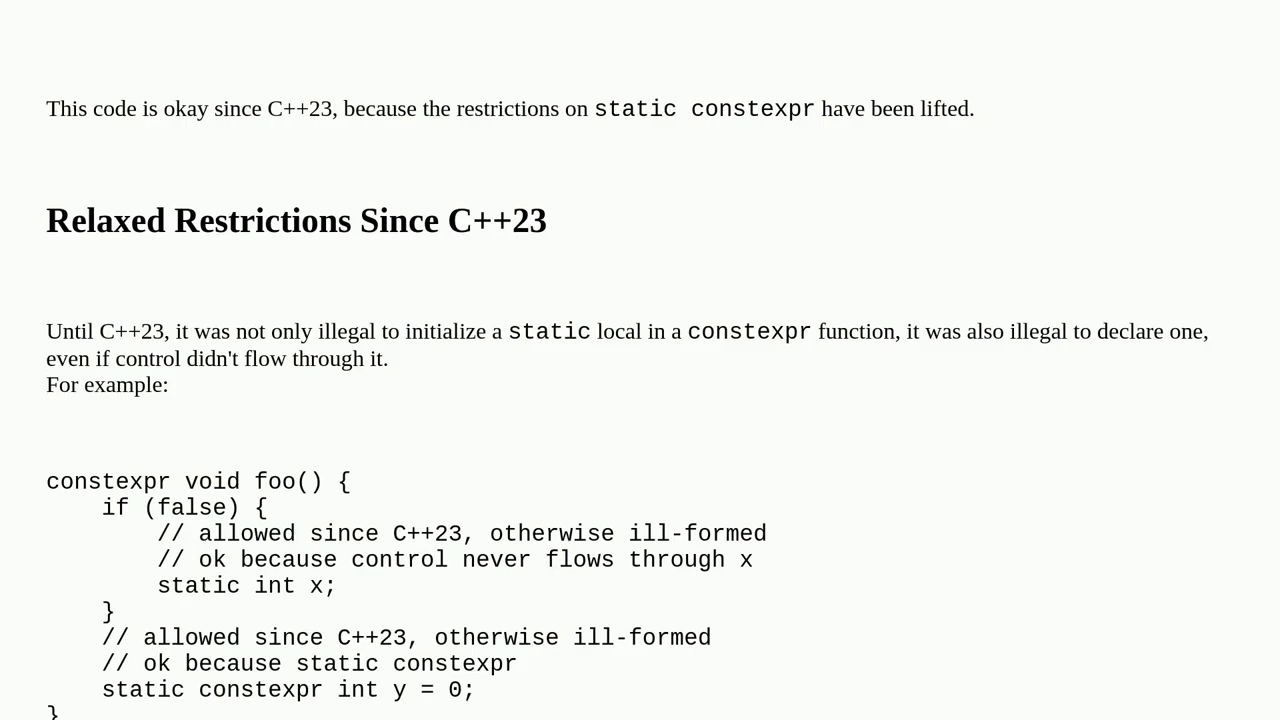 This code is okay since C++23, because the restrictions on static constexpr have been lifted.
Relaxed Restrictions Since C++23
Until C++23, it was not only illegal to initialize a static local in a constexpr function, it was also illegal to declare one,
even if control didn't flow through it.
For example:
constexpr void foo() {
    if (false) {
        // allowed since C++23, otherwise ill-formed
        // ok because control never flows through x
        static int x;
    }
    // allowed since C++23, otherwise ill-formed
    // ok because static constexpr
    static constexpr int y = 0;
}